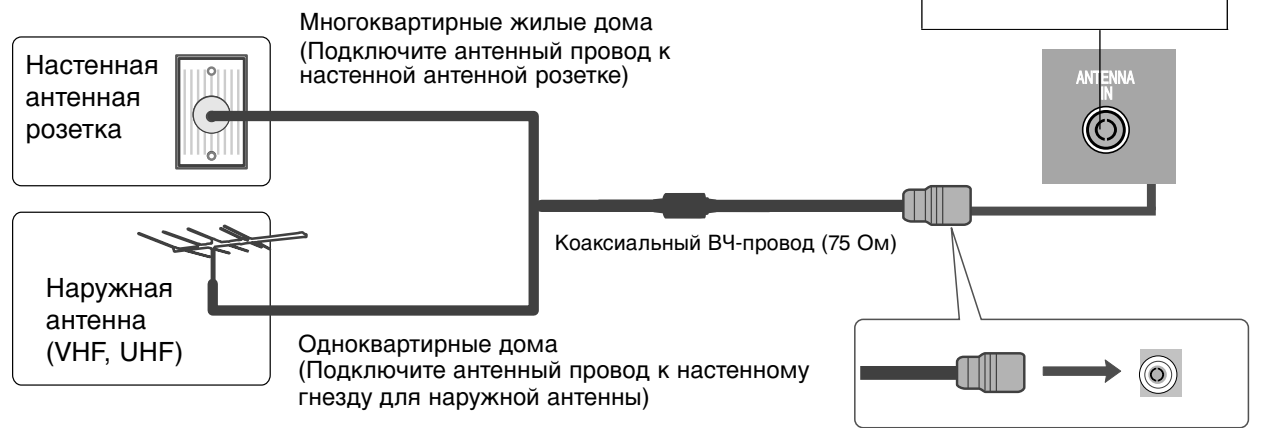 Многоквартирные жилые дома
(Подключите антенный провод к
настенной антенной розетке)
Настенная
антенная
розетка
ANTENNA
IN
Коаксиальный ВЧ-провод (75 Ом)
Наружная
антенна
(VHF, UHF)
Одноквартирные дома
(Подключите антенный провод к настенному
гнезду для наружной антенны)